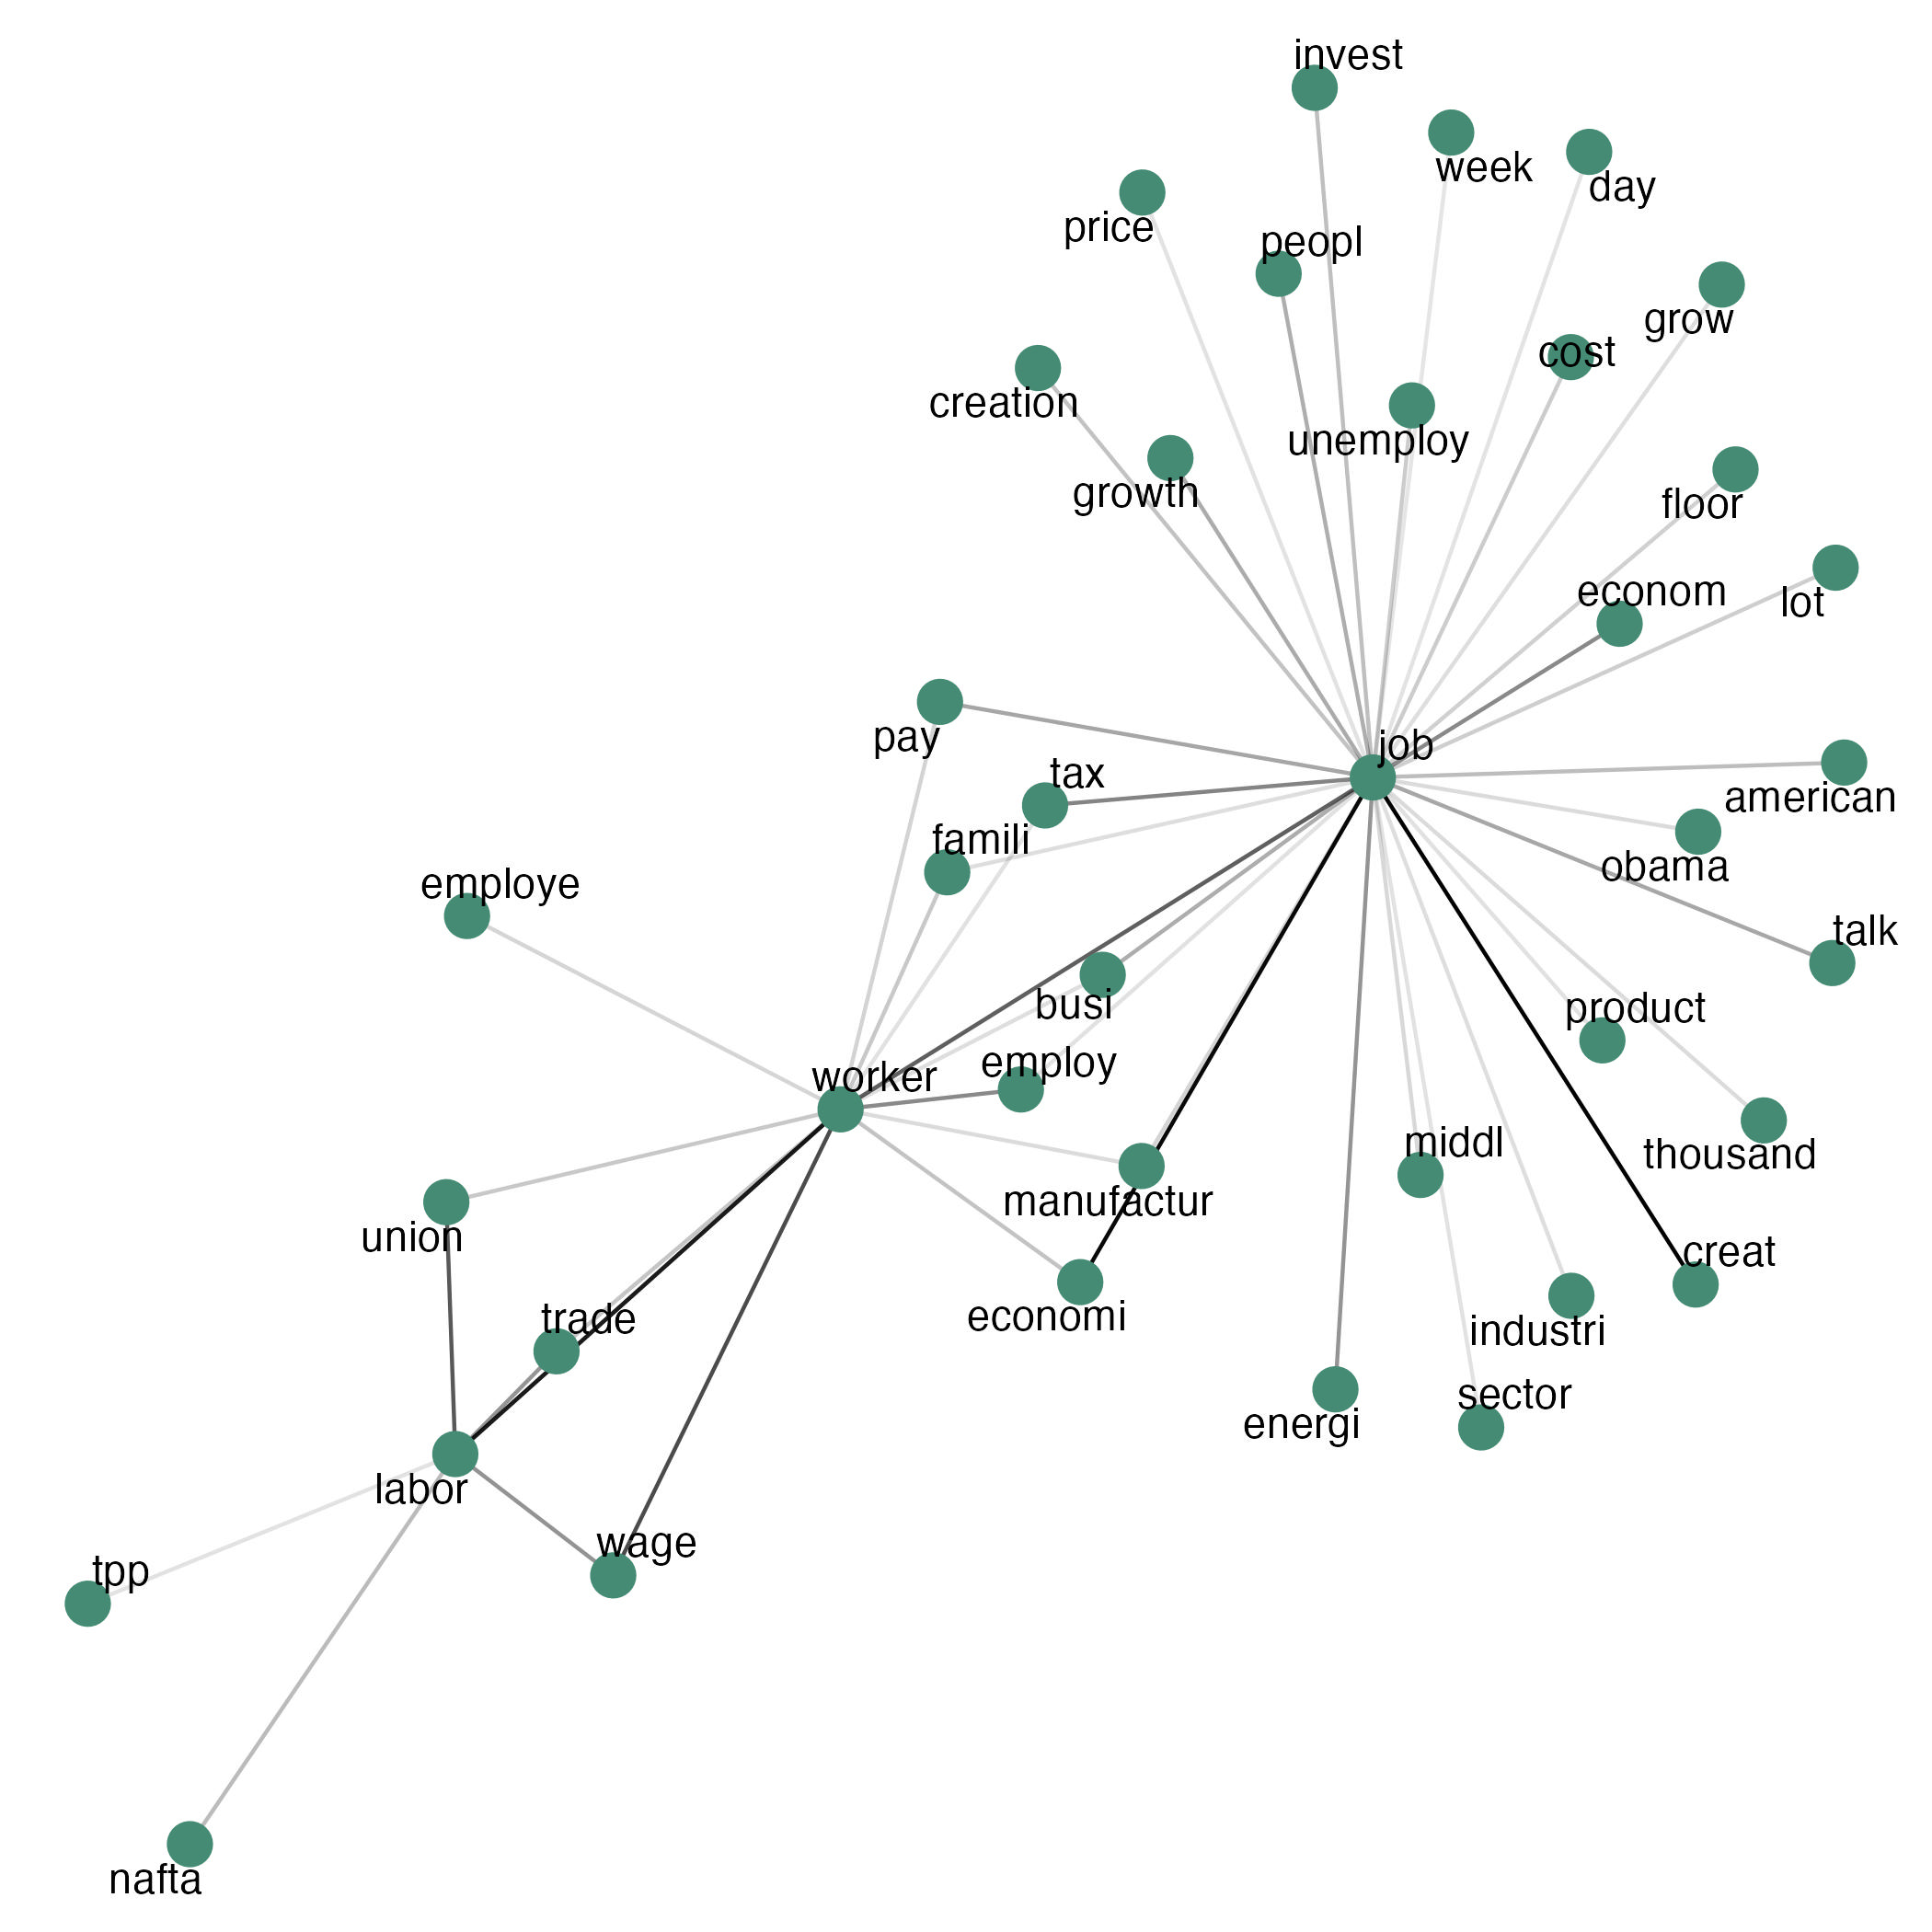 invest
week
day
price
peopl
grow
cost
creation
unemploy
growth
floor
econom
lot
pay
job
tax
american
famili
obama
employe
talk
busi
product
employ
worker
middl
thousand
manufactur
union
creat
economi
trade
industri
sector
energi
labor
wage
tpp
nafta